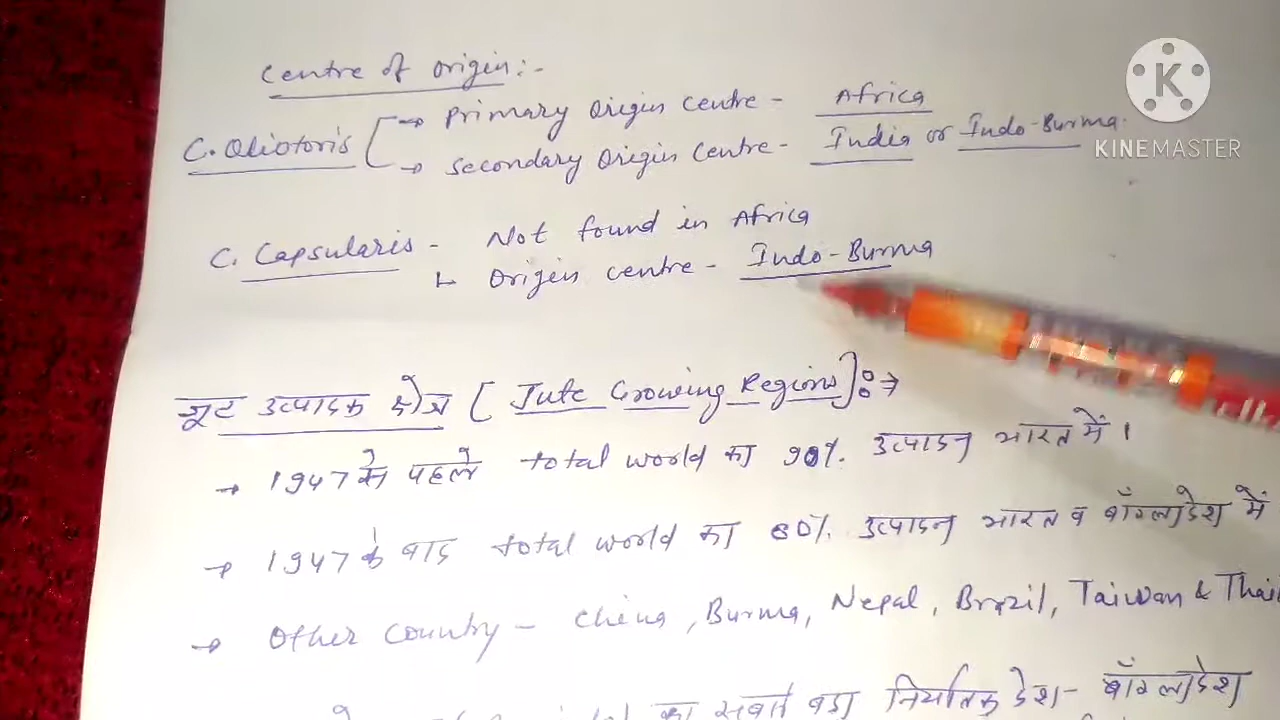 Centre of origin:-
C. Oliotoris → Primary Origin Centre - Africa
→ Secondary Origin Centre - India or Indo-Burma.
C. Capsularis - Not found in Africa
↳ Origin centre - Indo-Burma
जूट उत्पादक क्षेत्र [Jute Growing Regions]:⇒
→ 1947 से पहले total world का 90%. उत्पादन भारत में।
→ 1947 के बाद total world का 80%. उत्पादन भारत व बाँग्लादेश में
→ Other Country - China, Burma, Nepal, Brazil, Taiwan & Thail
का सबसे बड़ा निर्यातक देश - बाँग्लादेश
K
KINEMASTER